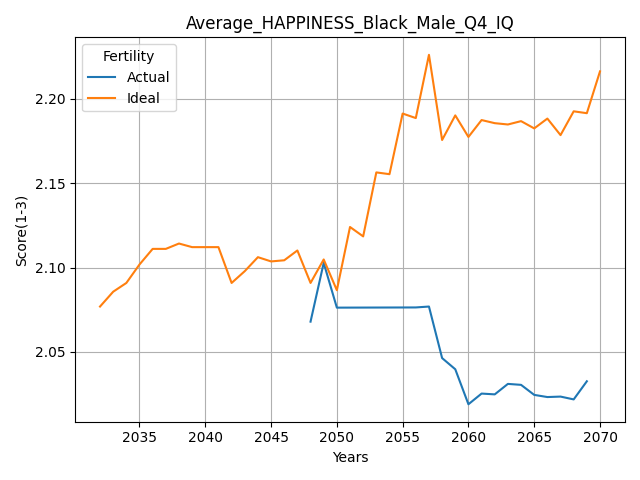 Average_HAPPINESS_Black_Male_Q4_IQ
Fertility
Actual
Ideal
Score(1-3)
2.20
2.15
2.10
2.05
2035 2040 2045 2050 2055 2060 2065 2070
Years